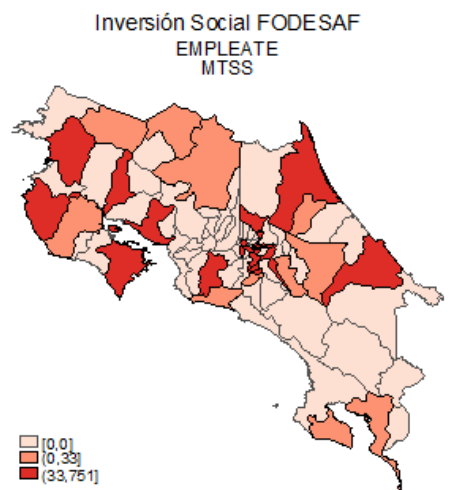 Inversión Social FODESAF
EMPLEATE
MTSS
[0,0]
(0,33]
(33,751]